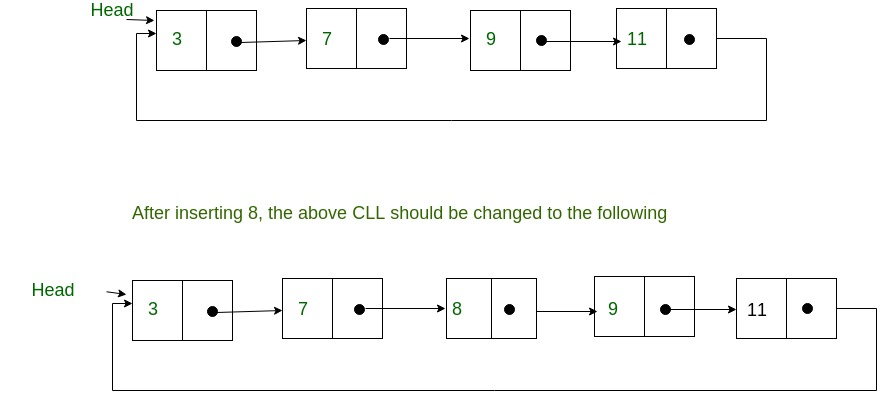 Head
3 7 9 11
After inserting 8, the above CLL should be changed to the following
Head
3 7 8 9 11